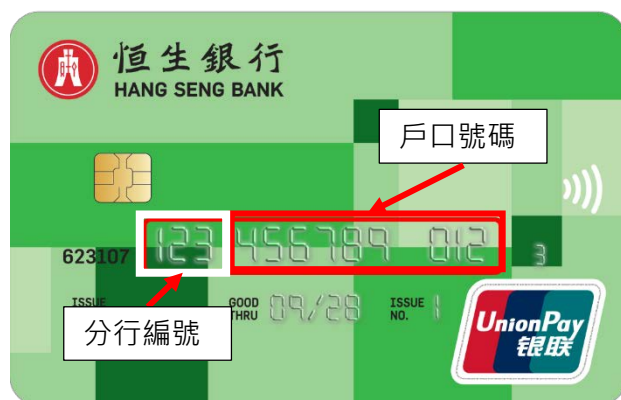 恒生銀行
HANG SENG BANK
戶口號碼
623107 123 456789 012 3
ISSUE GOOD THRU 09/28 ISSUE NO. 1
分行編號
UnionPay
银联